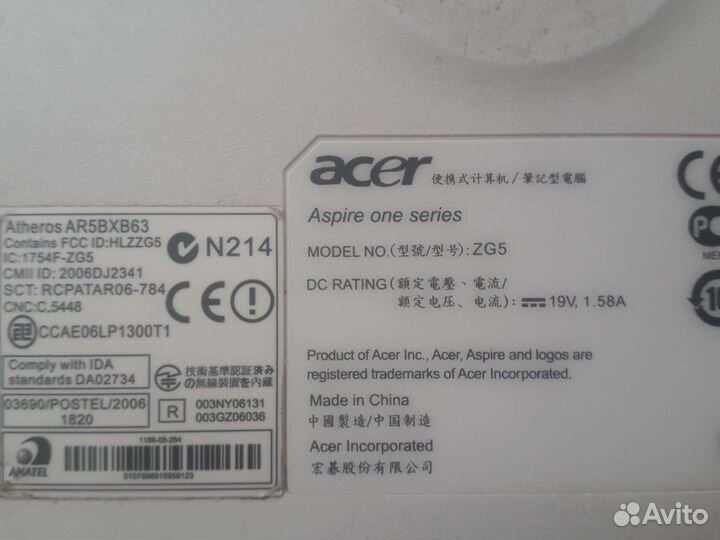 Atheros AR5BXB63
Contains FCC ID:HLZZG5
IC:1754F-ZG5
CMII ID: 2006DJ2341
SCT: RCPATAR06-784
CNC:C.5448
N214
CCAE06LP1300T1
Comply with IDA
standards DA02734
技術基準認証済み
の無線装置を内蔵
03690/POSTEL/2006
1820
R
003NY06131
003GZ06036
ANATEL
1186-05-264
acer 便携式计算机/筆記型電腦
Aspire one series
MODEL NO.(型號/型号): ZG5
DC RATING (額定電壓、電流/
额定电压、电流): 19V, 1.58A
Product of Acer Inc., Acer, Aspire and logos are
registered trademarks of Acer Incorporated.
Made in China
中國製造/中国制造
Acer Incorporated
宏碁股份有限公司
CE
10
Avito